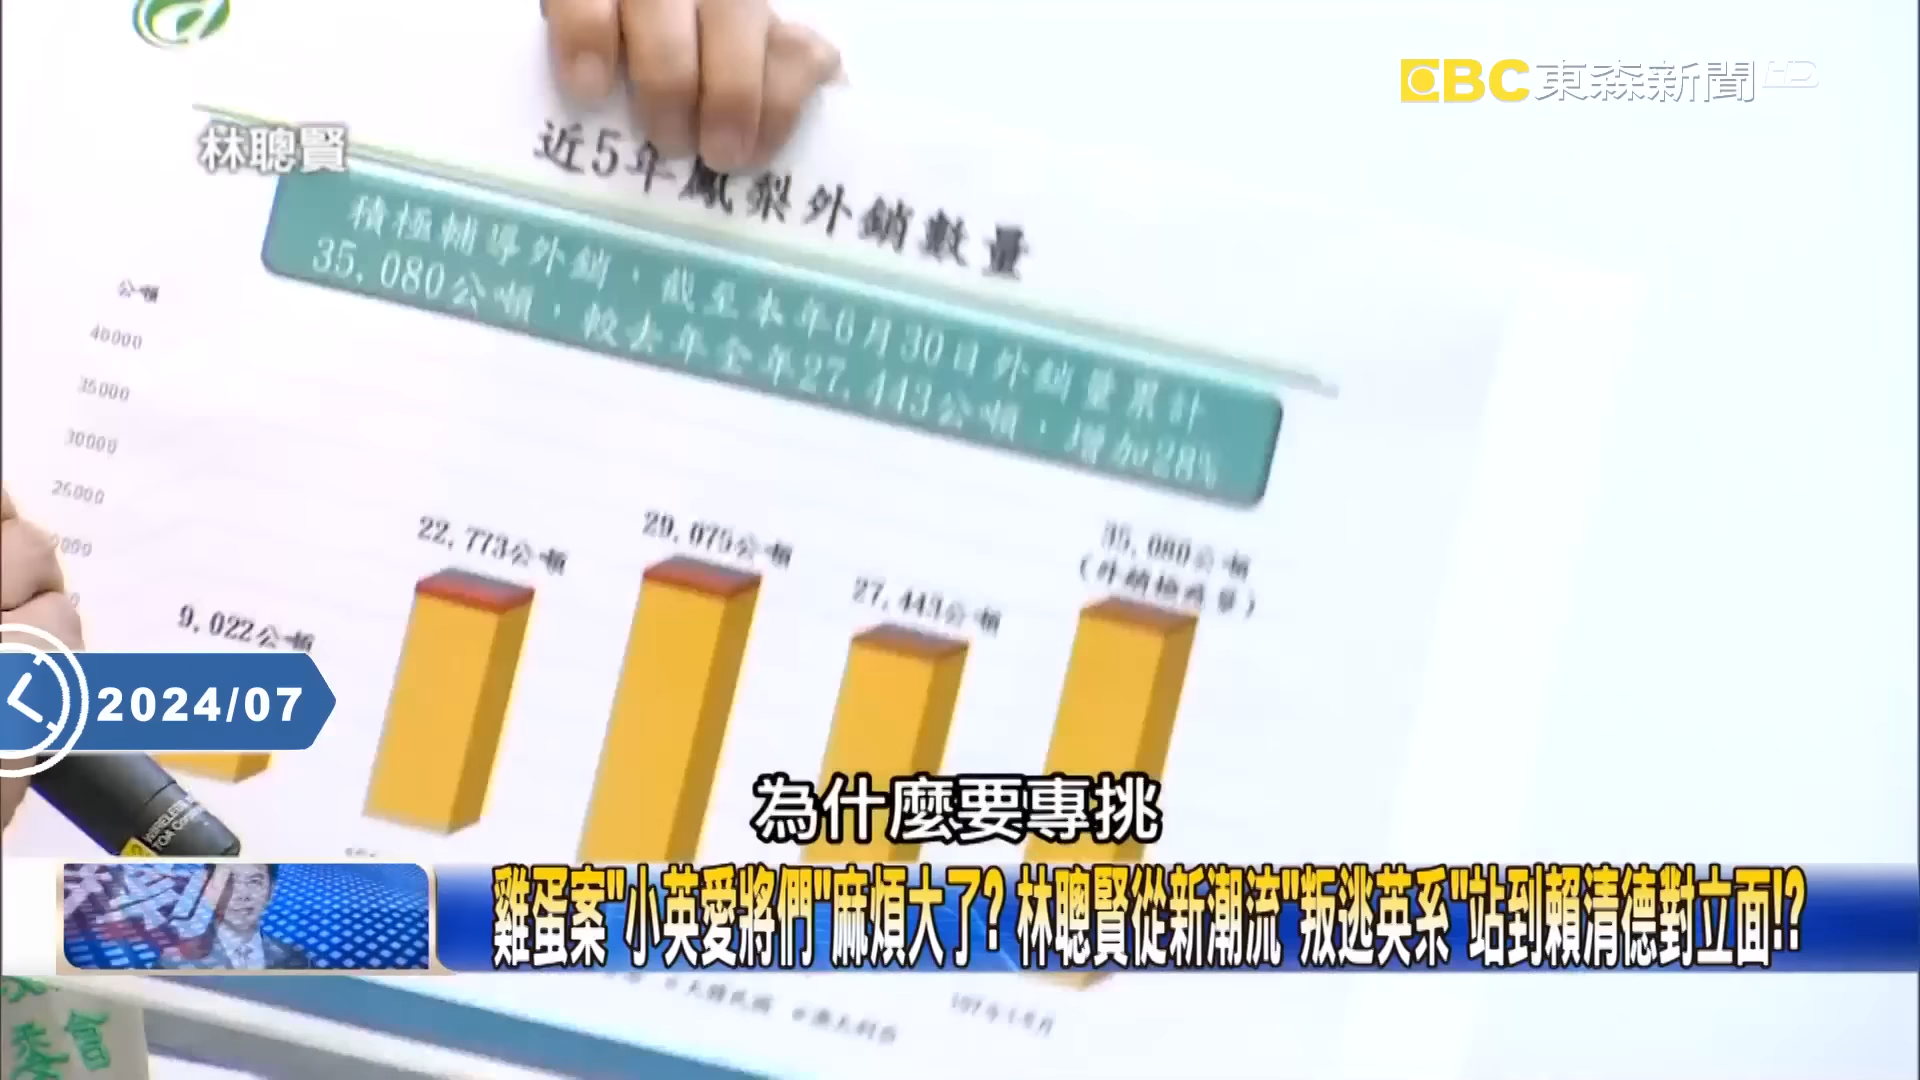 EBC東森新聞HD
林聰賢
近5年鳳梨外銷數量
積極輔導外銷，截至本年6月30日外銷量累計
35,080公噸，較去年全年27,443公噸，增加28%
公噸
40000
35000
30000
25000
9,022公噸
22,773公噸
29,075公噸
27,443公噸
35,080公噸
2024/07
WIRELESS
TOA
為什麼要專挑
雞蛋案"小英愛將們"麻煩大了? 林聰賢從新潮流"叛逃英系"站到賴清德對立面!?
會